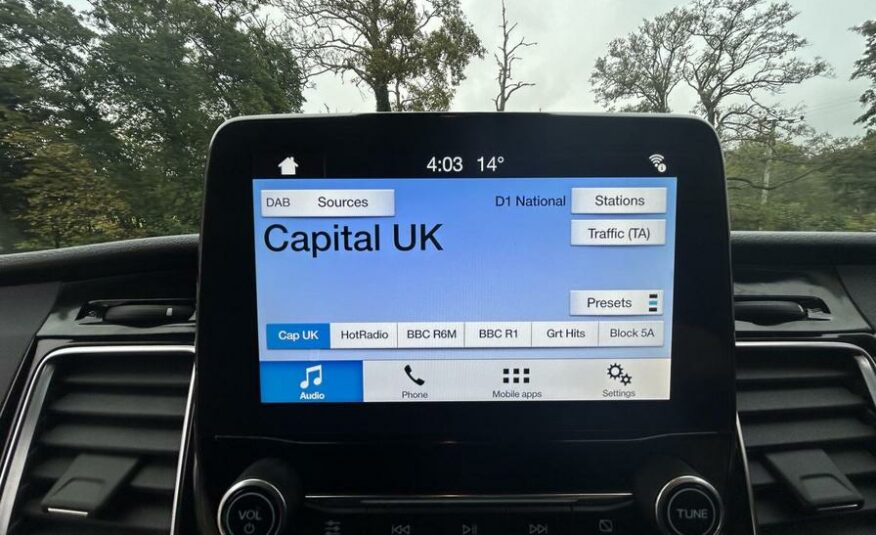 4:03 14°
DAB Sources D1 National Stations
Capital UK Traffic (TA)
Presets
Cap UK HotRadio BBC R6M BBC R1 Grt Hits Block 5A
Audio Phone Mobile apps Settings
VOL TUNE